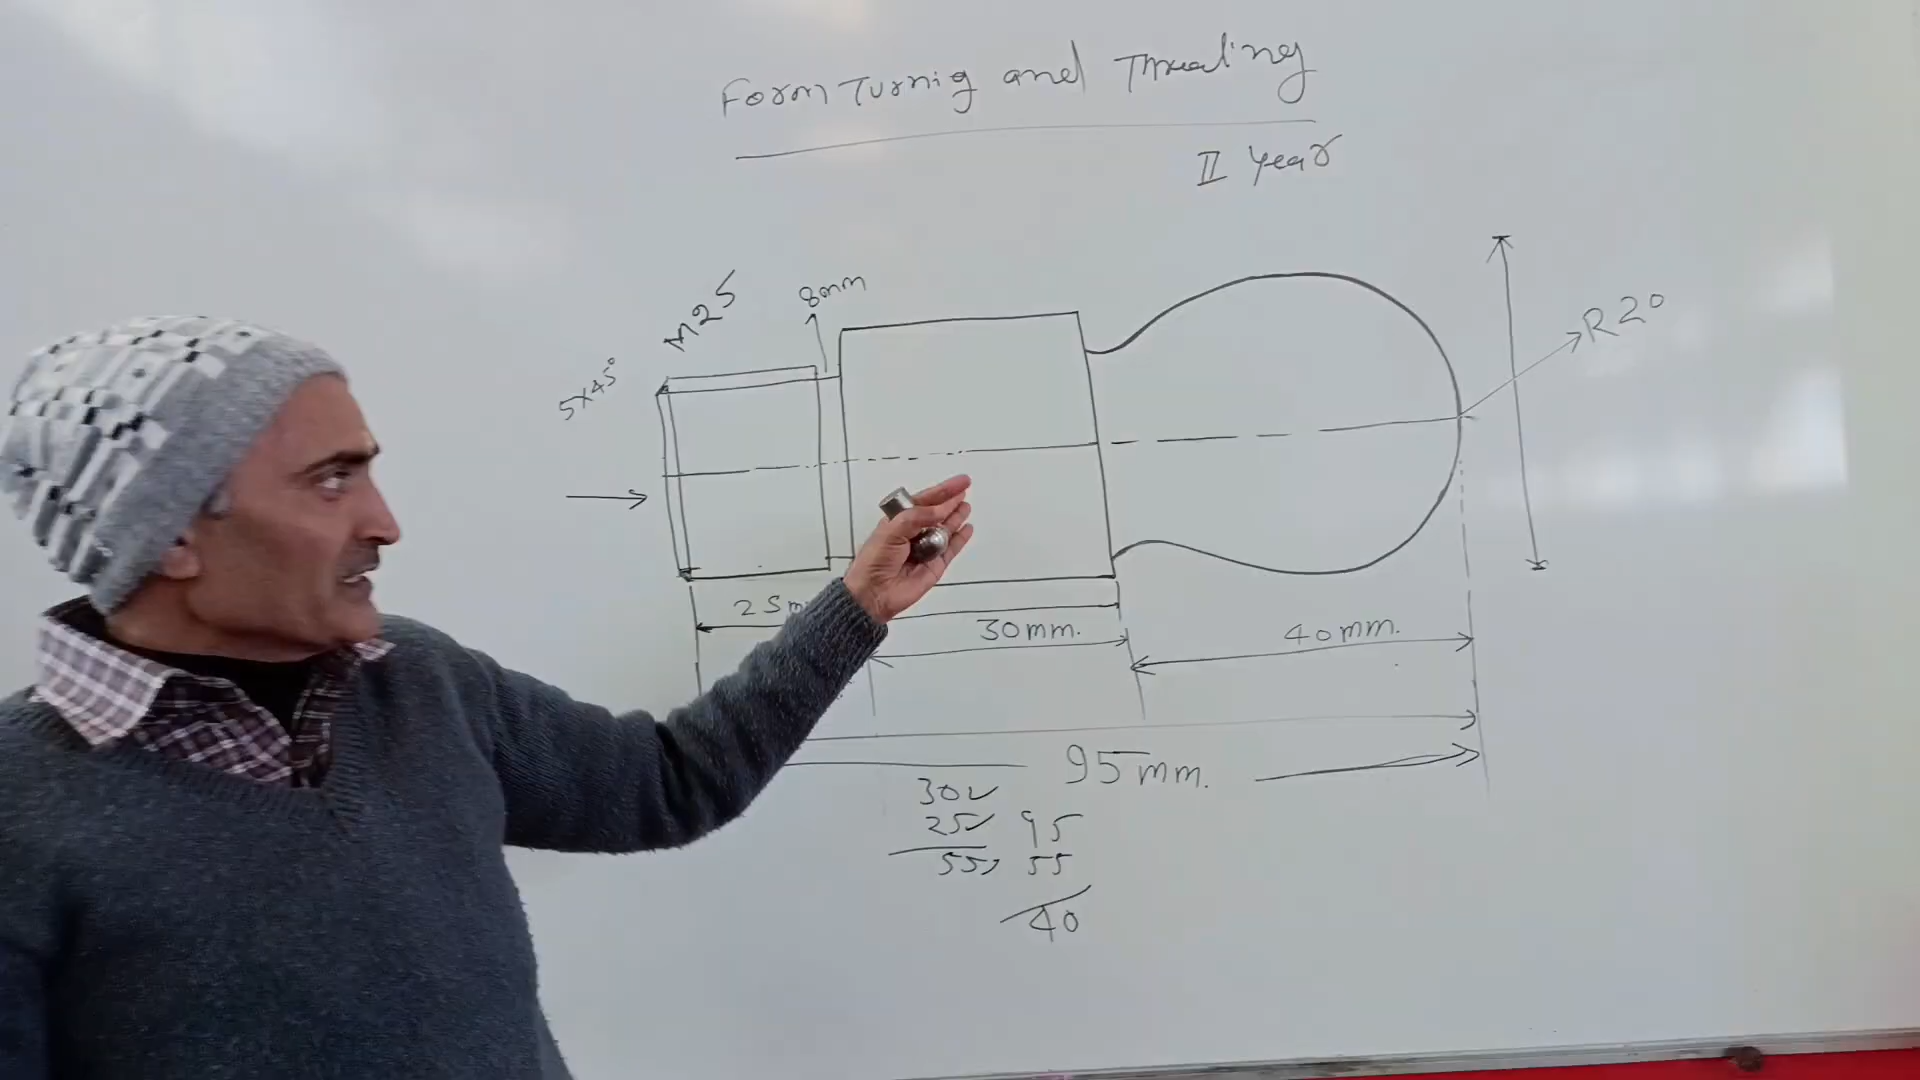 Form Turnig and Threading
II Year
8mm
M25
5x45°
R20
25m
30mm.
40mm.
95mm.
30
25 95
55 55
40